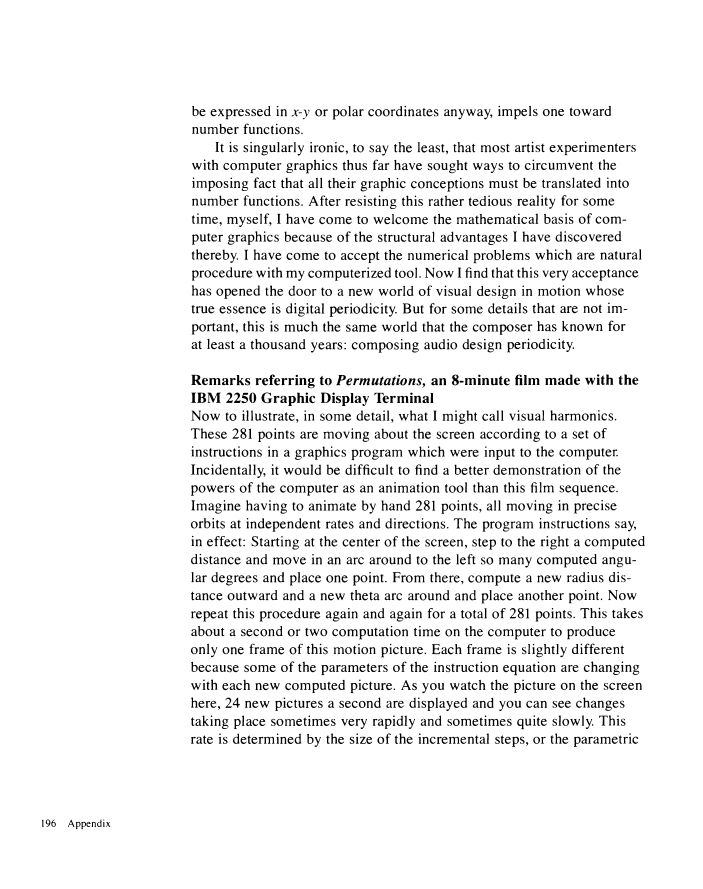 be expressed in x-y or polar coordinates anyway, impels one toward
number functions.
It is singularly ironic, to say the least, that most artist experimenters
with computer graphics thus far have sought ways to circumvent the
imposing fact that all their graphic conceptions must be translated into
number functions. After resisting this rather tedious reality for some
time, myself, I have come to welcome the mathematical basis of com-
puter graphics because of the structural advantages I have discovered
thereby. I have come to accept the numerical problems which are natural
procedure with my computerized tool. Now I find that this very acceptance
has opened the door to a new world of visual design in motion whose
true essence is digital periodicity. But for some details that are not im-
portant, this is much the same world that the composer has known for
at least a thousand years: composing audio design periodicity.
Remarks referring to Permutations, an 8-minute film made with the
IBM 2250 Graphic Display Terminal
Now to illustrate, in some detail, what I might call visual harmonics.
These 281 points are moving about the screen according to a set of
instructions in a graphics program which were input to the computer.
Incidentally, it would be difficult to find a better demonstration of the
powers of the computer as an animation tool than this film sequence.
Imagine having to animate by hand 281 points, all moving in precise
orbits at independent rates and directions. The program instructions say,
in effect: Starting at the center of the screen, step to the right a computed
distance and move in an arc around to the left so many computed angu-
lar degrees and place one point. From there, compute a new radius dis-
tance outward and a new theta arc around and place another point. Now
repeat this procedure again and again for a total of 281 points. This takes
about a second or two computation time on the computer to produce
only one frame of this motion picture. Each frame is slightly different
because some of the parameters of the instruction equation are changing
with each new computed picture. As you watch the picture on the screen
here, 24 new pictures a second are displayed and you can see changes
taking place sometimes very rapidly and sometimes quite slowly. This
rate is determined by the size of the incremental steps, or the parametric
196 Appendix